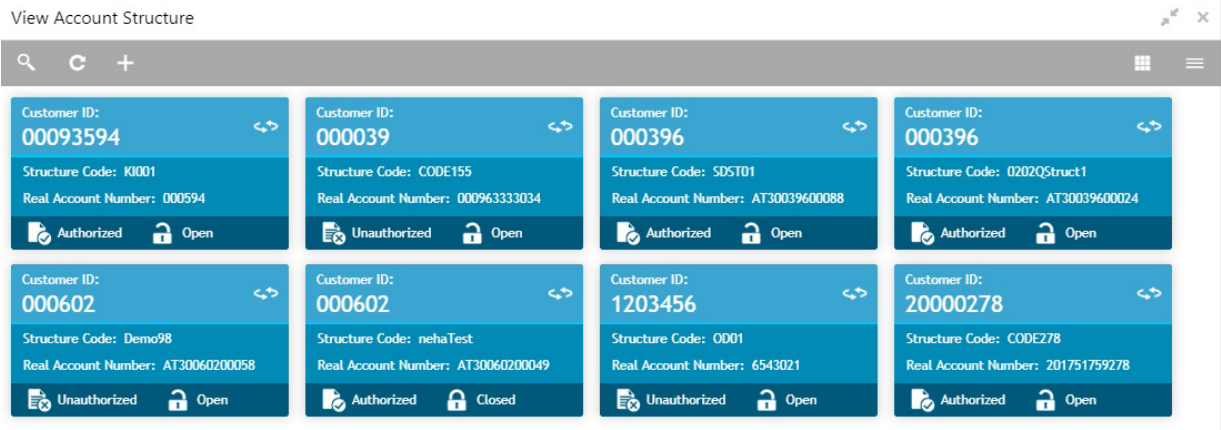 View Account Structure
Customer ID:
00093594
Structure Code: KI001
Real Account Number: 000594
Authorized Open
Customer ID:
000039
Structure Code: CODE155
Real Account Number: 000963333034
Unauthorized Open
Customer ID:
000396
Structure Code: SDST01
Real Account Number: AT30039600088
Authorized Open
Customer ID:
000396
Structure Code: 0202QStruct1
Real Account Number: AT30039600024
Authorized Open
Customer ID:
000602
Structure Code: Demo98
Real Account Number: AT30060200058
Unauthorized Open
Customer ID:
000602
Structure Code: nehaTest
Real Account Number: AT30060200049
Authorized Closed
Customer ID:
1203456
Structure Code: OD01
Real Account Number: 6543021
Unauthorized Open
Customer ID:
20000278
Structure Code: CODE278
Real Account Number: 201751759278
Authorized Open